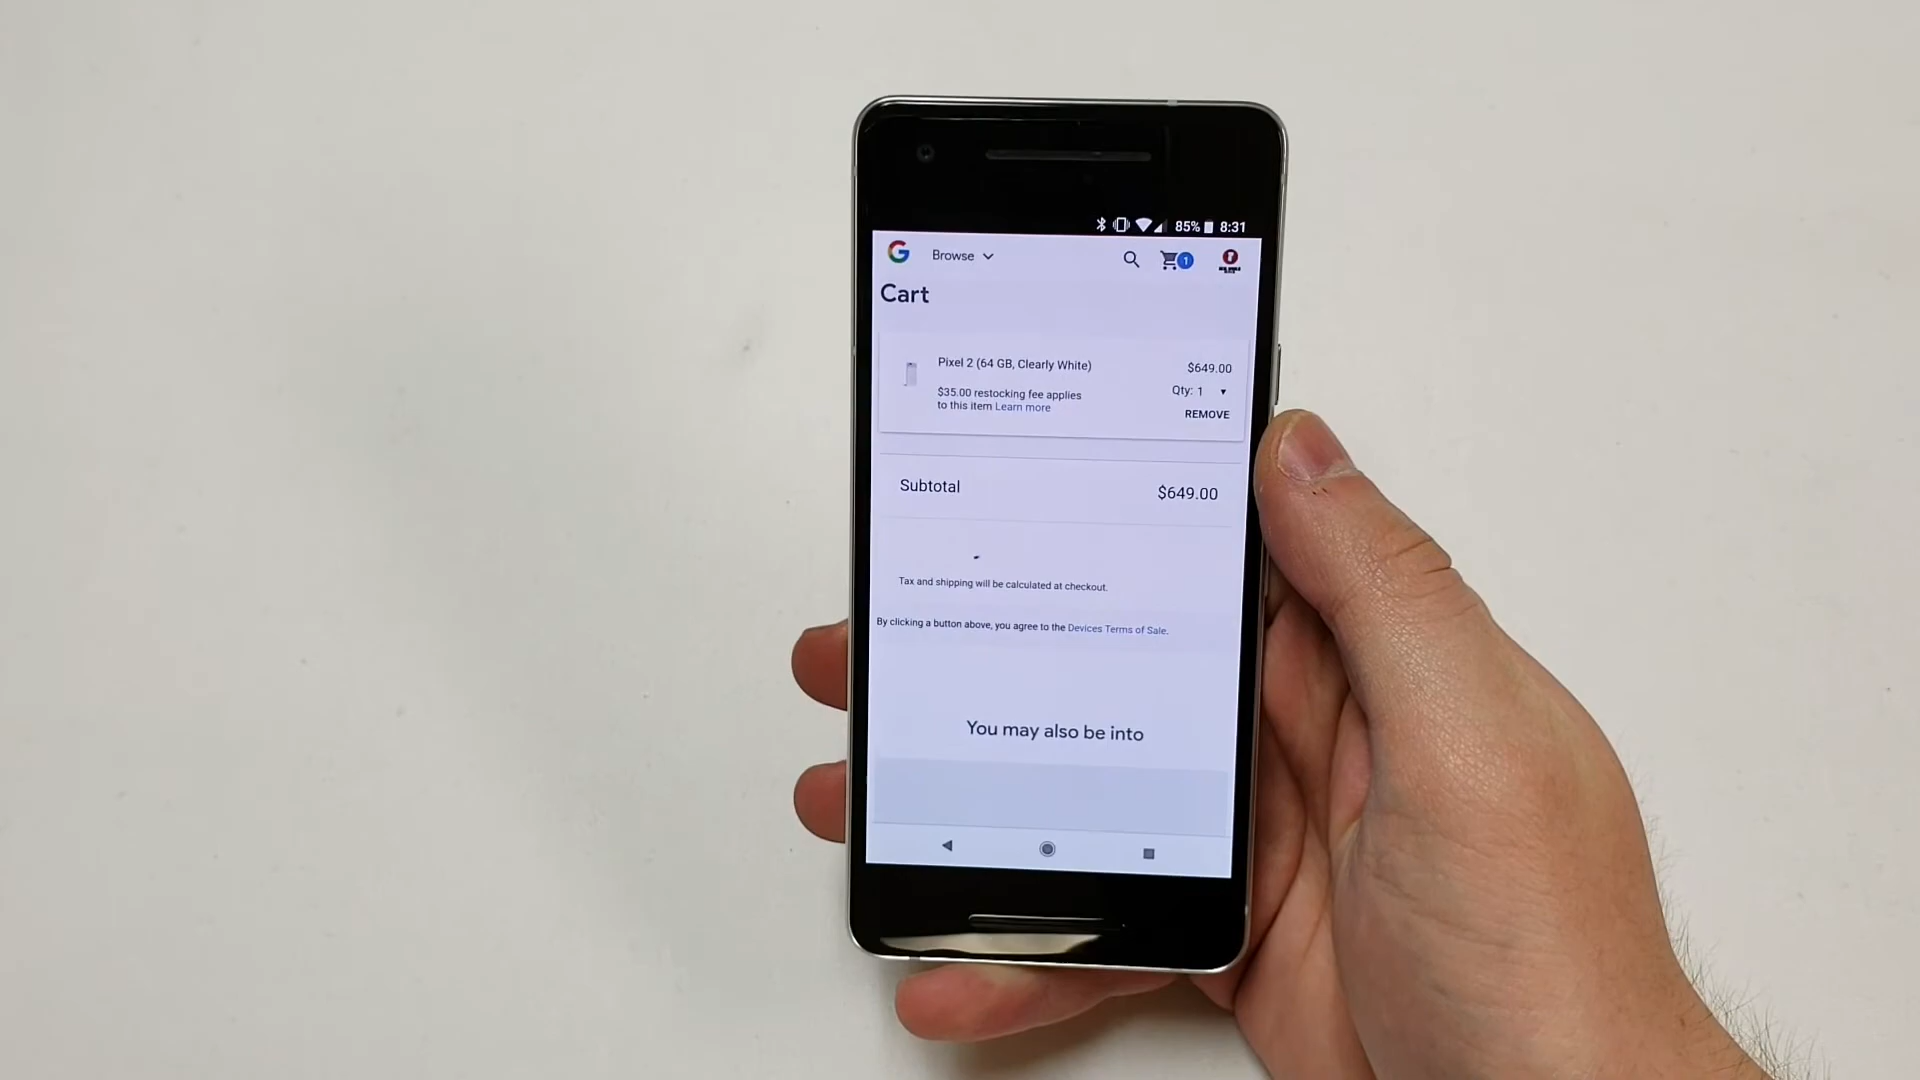 85% 8:31
G Browse 1
Cart
Pixel 2 (64 GB, Clearly White) $649.00
$35.00 restocking fee applies Qty: 1
to this item Learn more REMOVE
Subtotal $649.00
Tax and shipping will be calculated at checkout.
By clicking a button above, you agree to the Devices Terms of Sale.
You may also be into